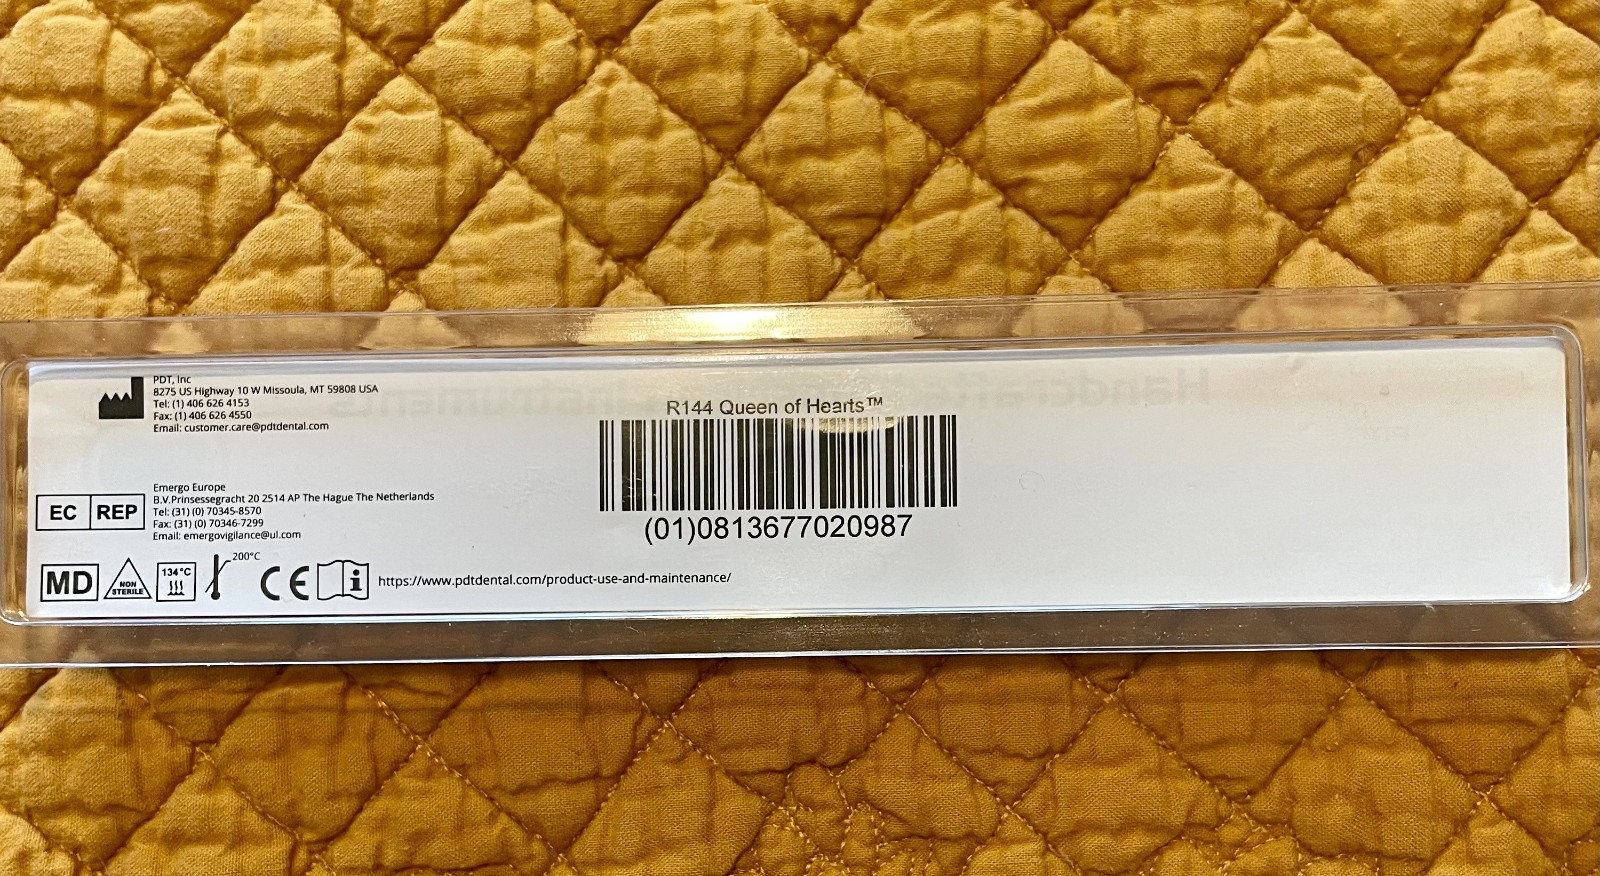 PDT, Inc
8275 US Highway 10 W Missoula, MT 59808 USA
Tel: (1) 406 626 4153
Fax: (1) 406 626 4550
Email: customer.care@pdtdental.com
R144 Queen of Hearts™
(01)0813677020987
EC REP
Emergo Europe
B.V.Prinsessegracht 20 2514 AP The Hague The Netherlands
Tel: (31) (0) 70345-8570
Fax: (31) (0) 70346-7299
Email: emergovigilance@ul.com
MD
NON
STERILE
134°C
200°C
CE
i
https://www.pdtdental.com/product-use-and-maintenance/